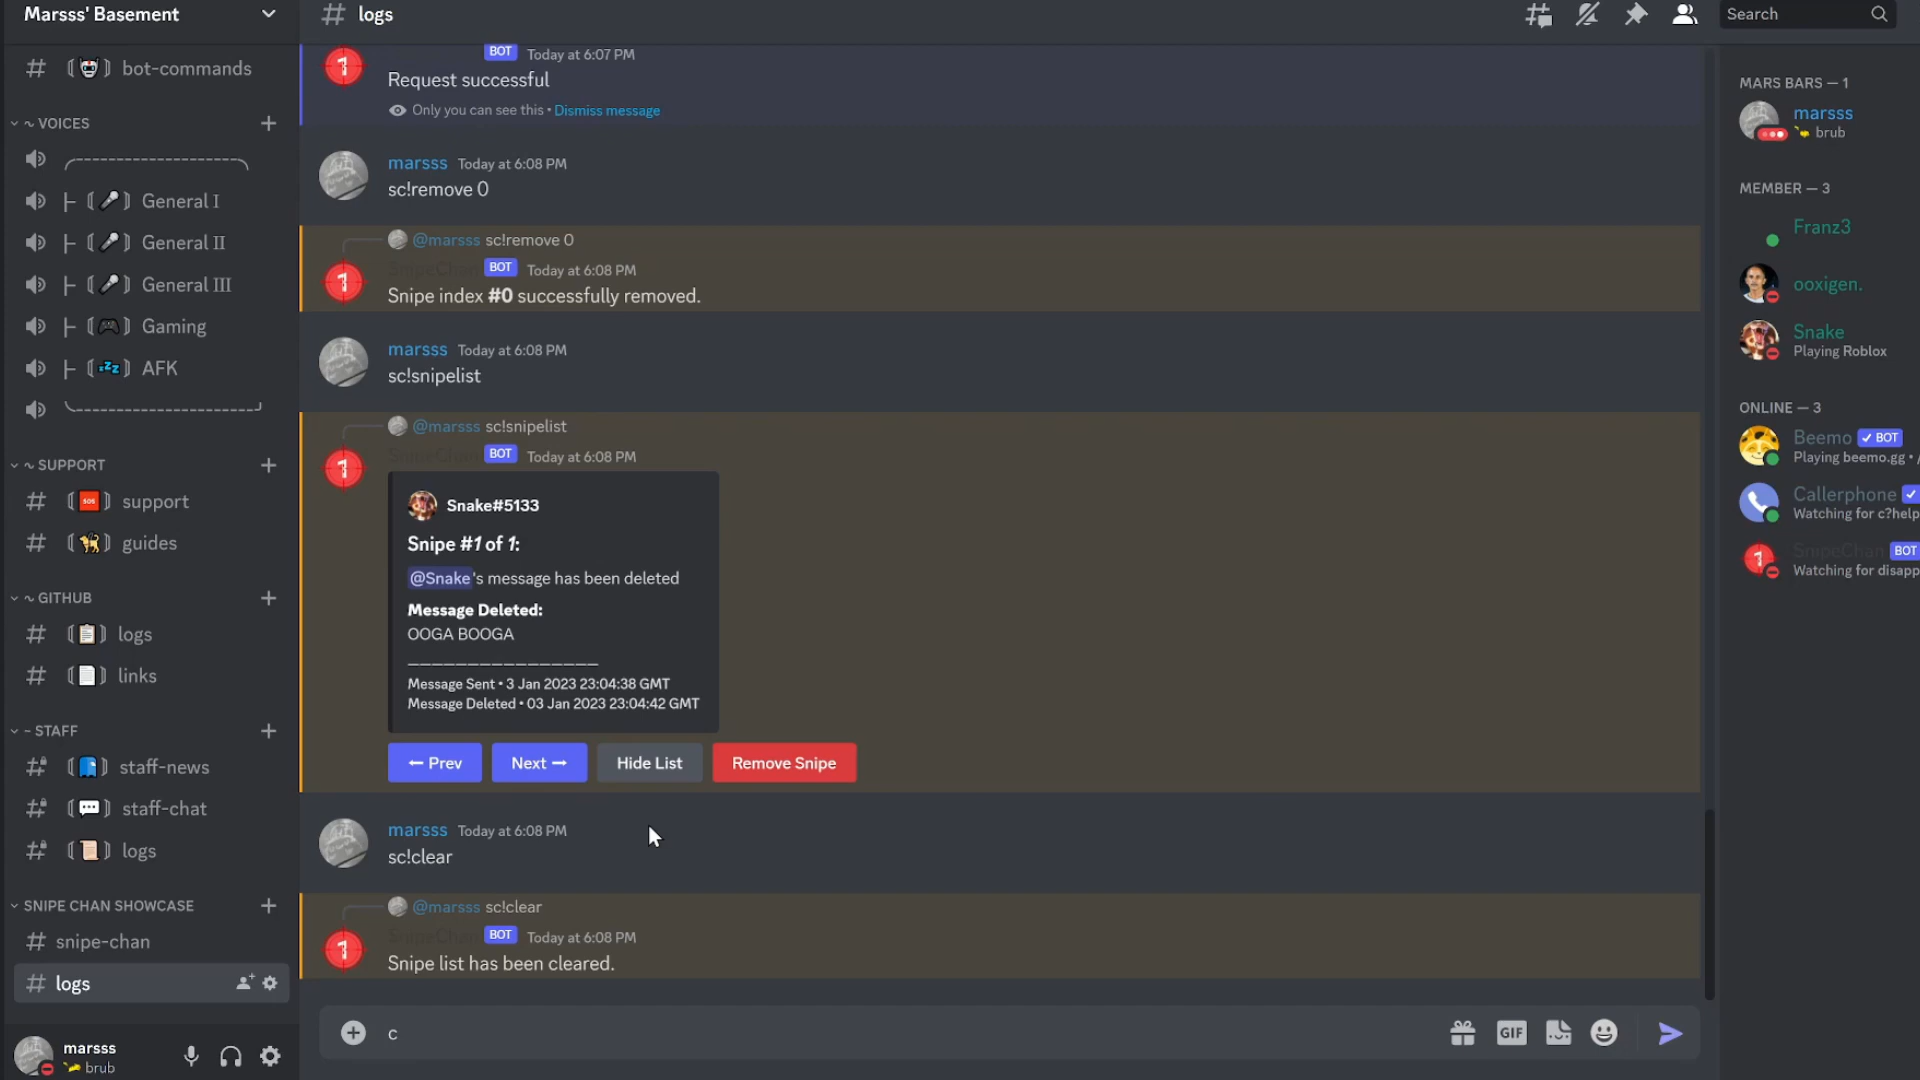 Marsss' Basement
bot-commands
~ VOICES
General I
General II
General III
Gaming
AFK
~ SUPPORT
support
guides
~ GITHUB
logs
links
~ STAFF
staff-news
staff-chat
logs
SNIPE CHAN SHOWCASE
snipe-chan
logs
marsss
brub
logs
BOT Today at 6:07 PM
Request successful
Only you can see this • Dismiss message
marsss Today at 6:08 PM
sc!remove 0
@marsss sc!remove 0
SnipeChan BOT Today at 6:08 PM
Snipe index #0 successfully removed.
marsss Today at 6:08 PM
sc!snipelist
@marsss sc!snipelist
SnipeChan BOT Today at 6:08 PM
Snake#5133
Snipe #1 of 1:
@Snake's message has been deleted
Message Deleted:
OOGA BOOGA
Message Sent • 3 Jan 2023 23:04:38 GMT
Message Deleted • 03 Jan 2023 23:04:42 GMT
← Prev Next → Hide List Remove Snipe
marsss Today at 6:08 PM
sc!clear
@marsss sc!clear
SnipeChan BOT Today at 6:08 PM
Snipe list has been cleared.
c
GIF
Search
MARS BARS — 1
marsss
brub
MEMBER — 3
Franz3
ooxigen.
Snake
Playing Roblox
ONLINE — 3
Beemo BOT
Playing beemo.gg • /
Callerphone
Watching for c?help
SnipeChan BOT
Watching for disapp